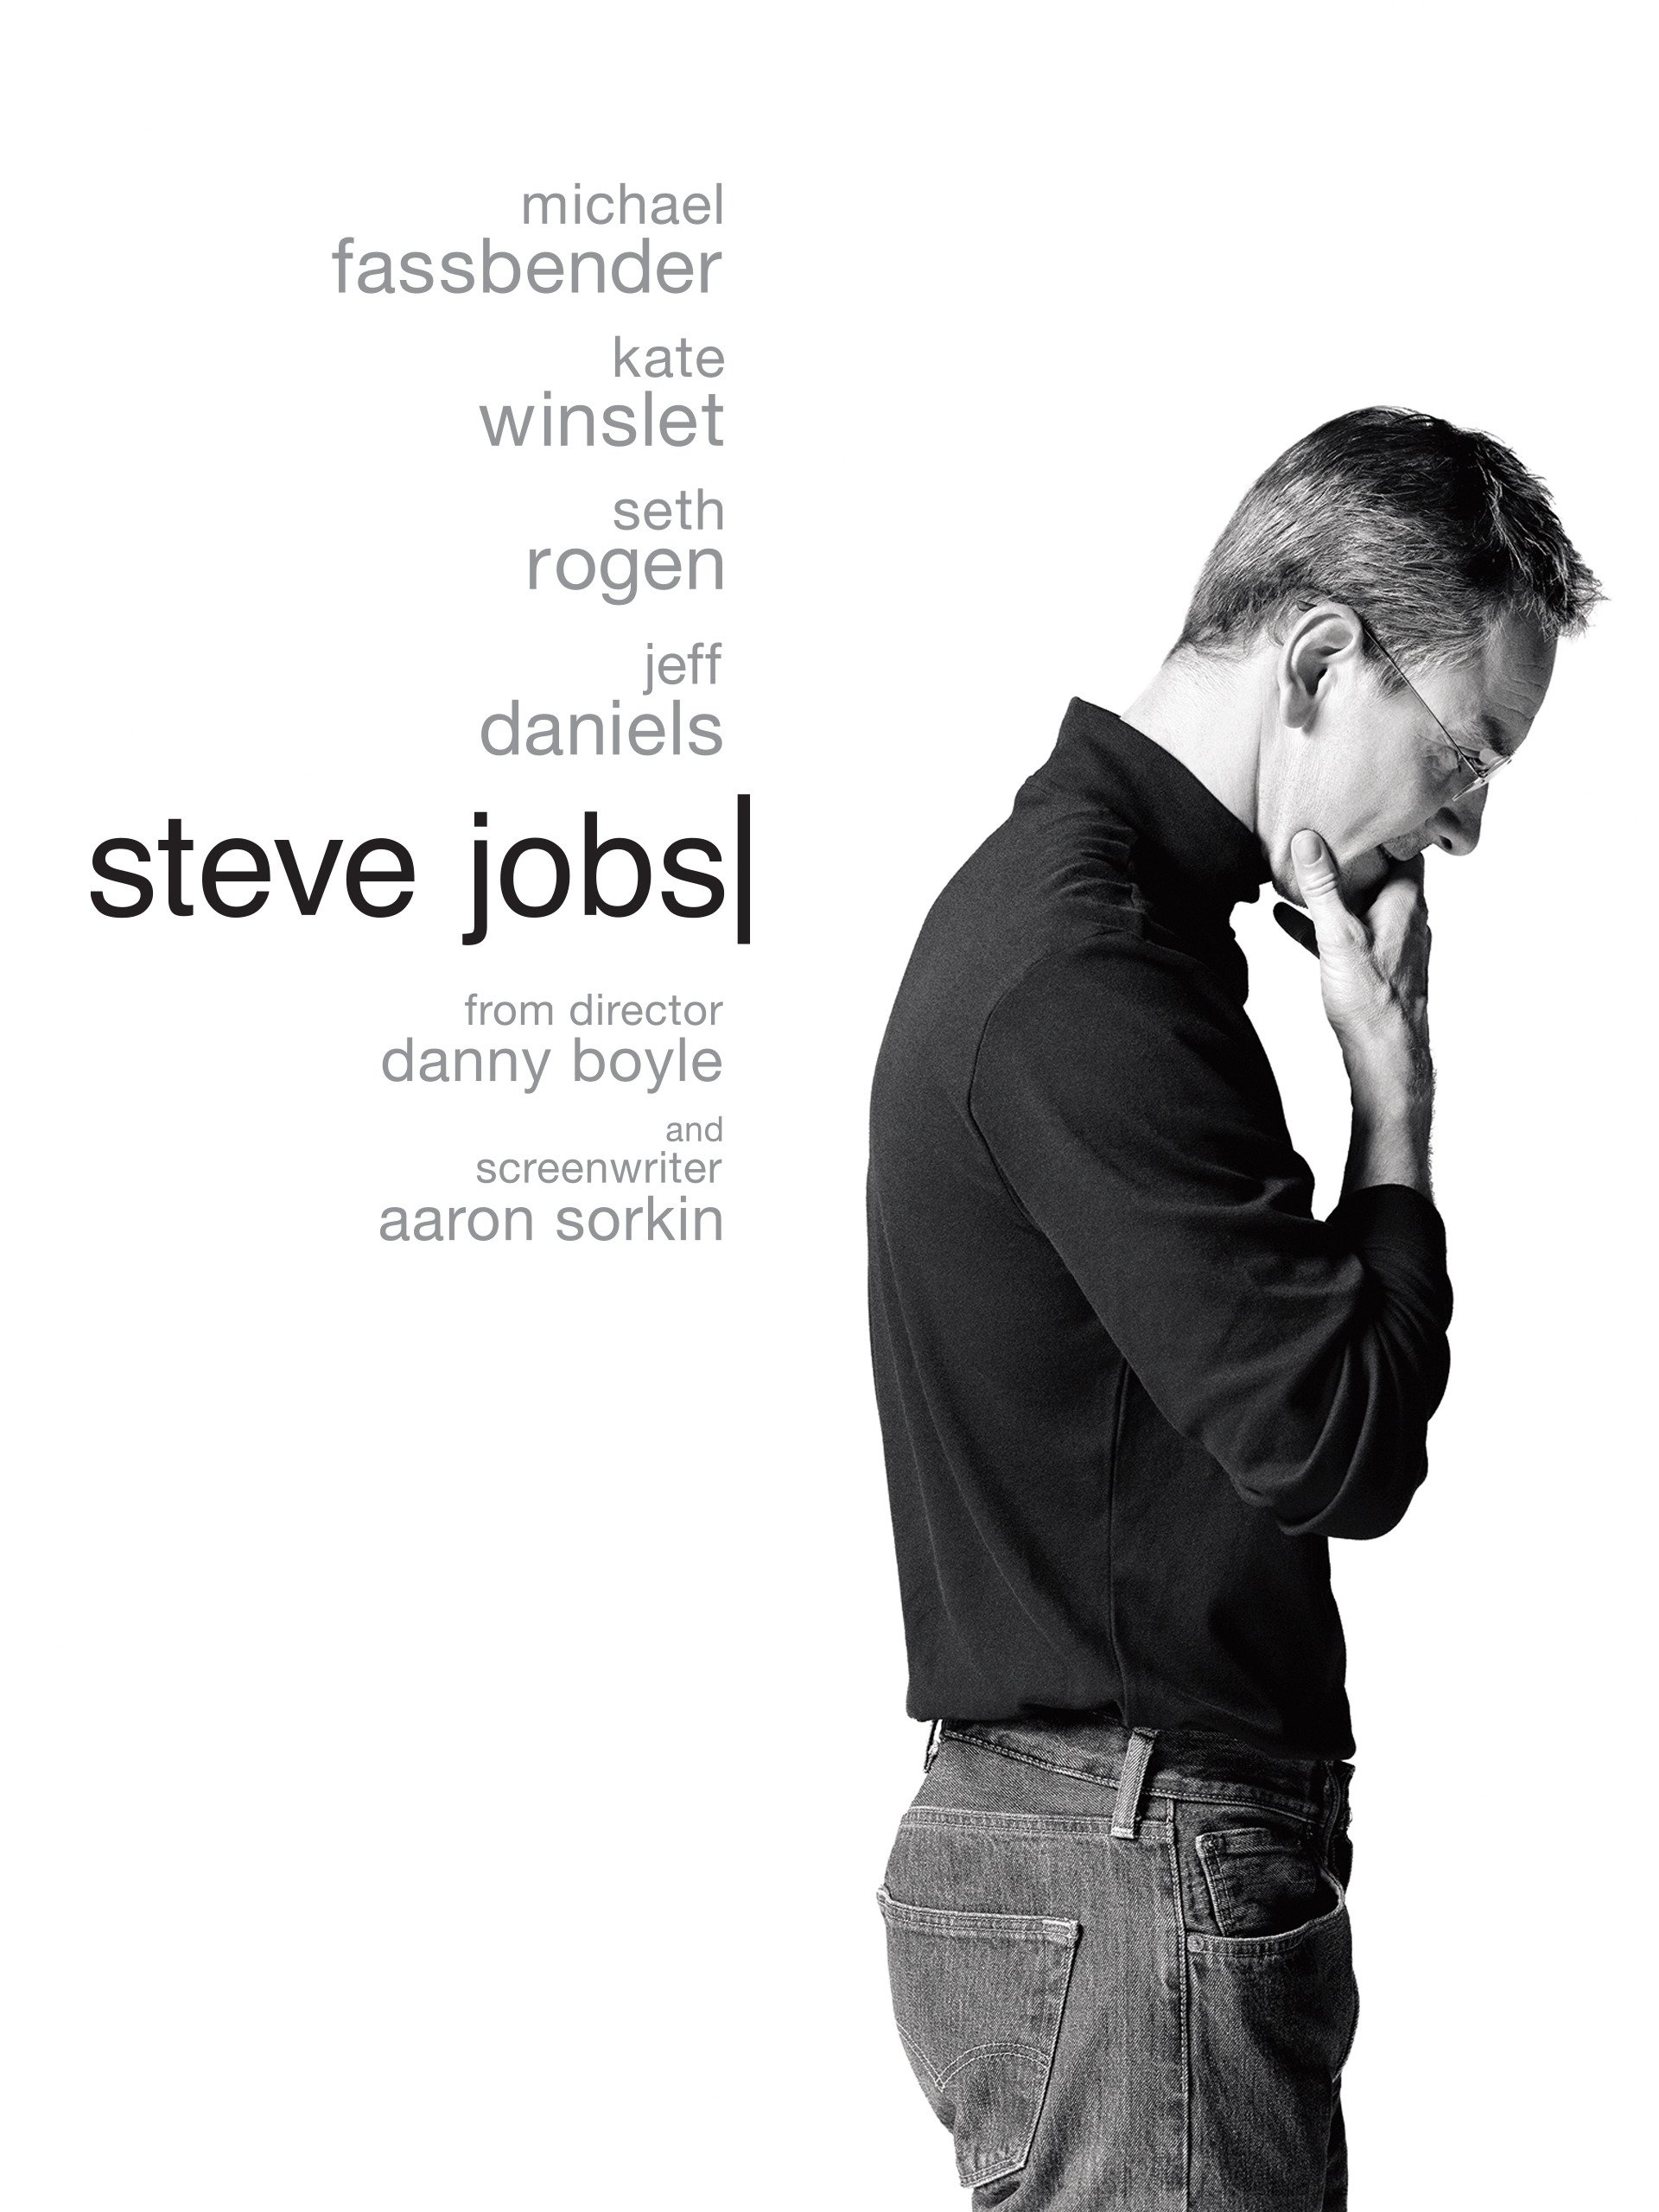 michael
fassbender
kate
winslet
seth
rogen
jeff
daniels
steve jobs|
from director
danny boyle
and
screenwriter
aaron sorkin